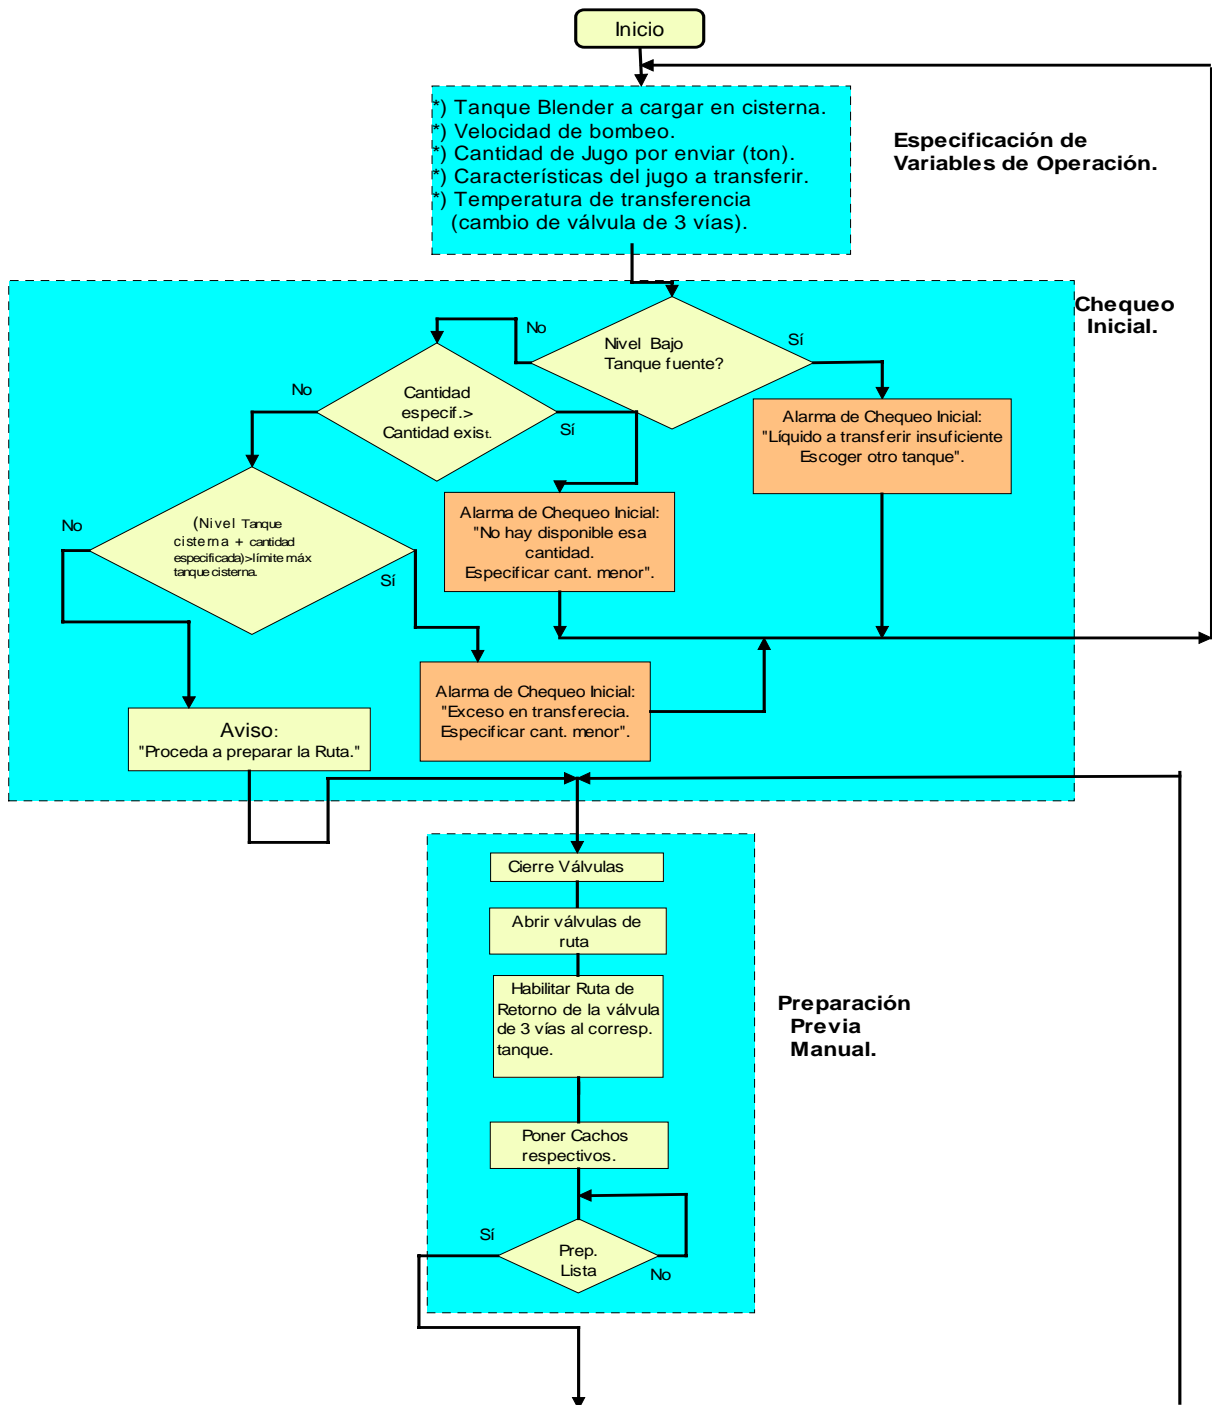 Inicio
*) Tanque Blender a cargar en cisterna.
*) Velocidad de bombeo.
*) Cantidad de Jugo por enviar (ton).
*) Características del jugo a transferir.
*) Temperatura de transferencia
(cambio de válvula de 3 vías).
Especificación de
Variables de Operación.
Chequeo
Inicial.
Nivel Bajo
Tanque fuente?
No
Sí
Cantidad
especif.>
Cantidad exist.
No
Sí
Alarma de Chequeo Inicial:
"Líquido a transferir insuficiente
Escoger otro tanque".
Alarma de Chequeo Inicial:
"No hay disponible esa
cantidad.
Especificar cant. menor".
(Nivel Tanque
cisterna + cantidad
especificada)>límite máx
tanque cisterna.
No
Sí
Alarma de Chequeo Inicial:
"Exceso en transferecia.
Especificar cant. menor".
Aviso:
"Proceda a preparar la Ruta."
Cierre Válvulas
Abrir válvulas de
ruta
Habilitar Ruta de
Retorno de la válvula
de 3 vías al corresp.
tanque.
Preparación
Previa
Manual.
Poner Cachos
respectivos.
Sí
Prep.
Lista
No